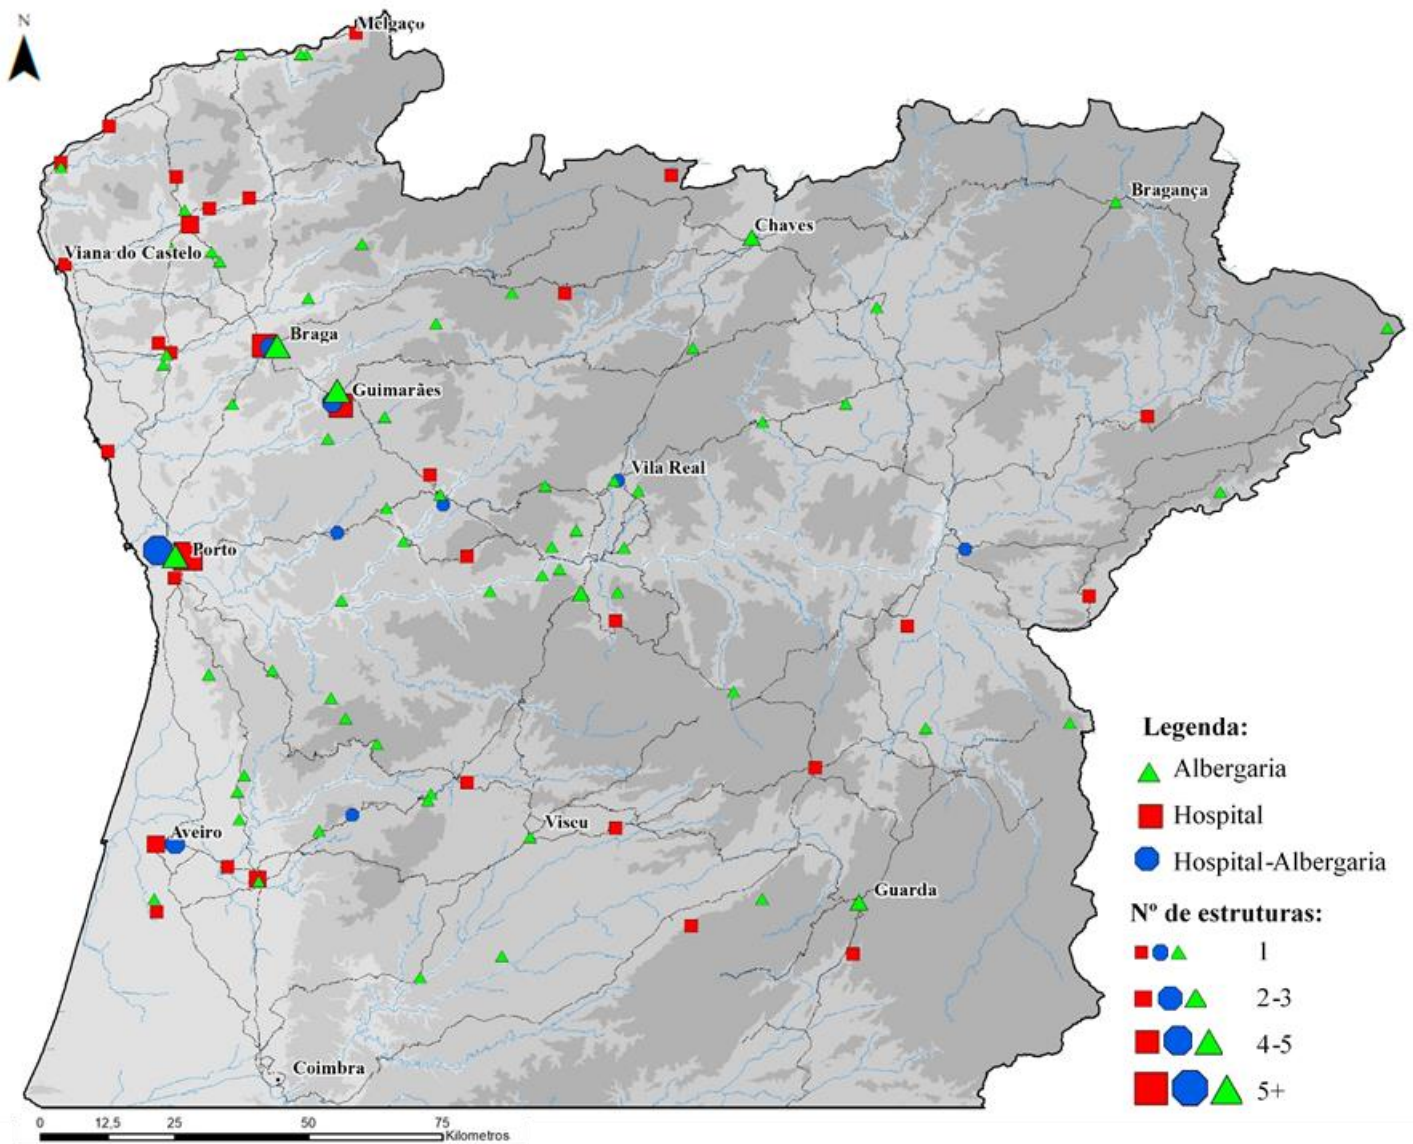 N
Melgaço
Bragança
Chaves
Viana do Castelo
Braga
Guimarães
Vila Real
Porto
Legenda:
Albergaria
Hospital
Hospital-Albergaria
Aveiro
Viseu
Guarda
Nº de estruturas:
1
2-3
4-5
5+
Coimbra
0 12,5 25 50 75
Kilometros